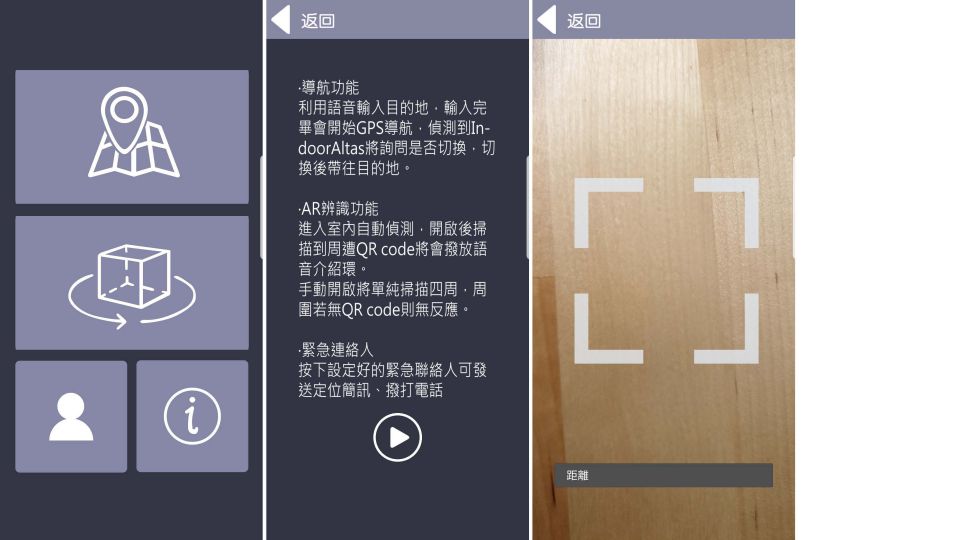 返回
·導航功能
利用語音輸入目的地，輸入完
畢會開始GPS導航，偵測到In-
doorAltas將詢問是否切換，切
換後帶往目的地。
·AR辨識功能
進入室內自動偵測，開啟後掃
描到周遭QR code將會撥放語
音介紹環。
手動開啟將單純掃描四周，周
圍若無QR code則無反應。
·緊急連絡人
按下設定好的緊急聯絡人可發
送定位簡訊、撥打電話
返回
距離